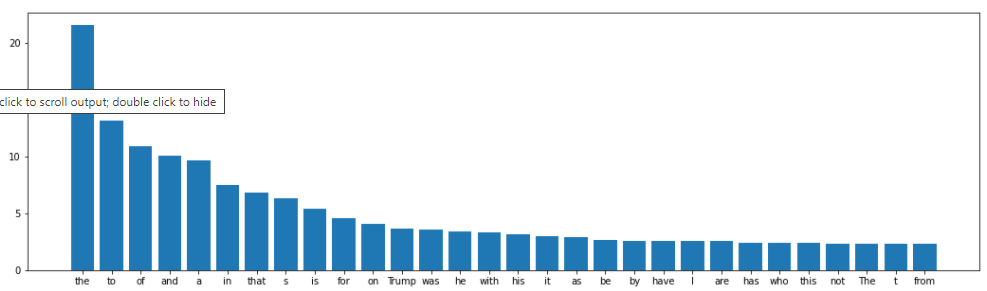 20
click to scroll output; double click to hide
10
5
0
the to of and a in that s is for on Trump was he with his it as be by have I are has who this not The t from